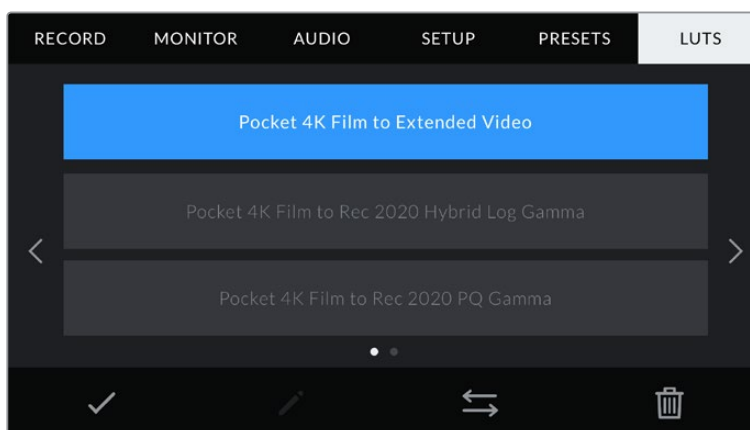 RECORD MONITOR AUDIO SETUP PRESETS LUTS
Pocket 4K Film to Extended Video
Pocket 4K Film to Rec 2020 Hybrid Log Gamma
Pocket 4K Film to Rec 2020 PQ Gamma